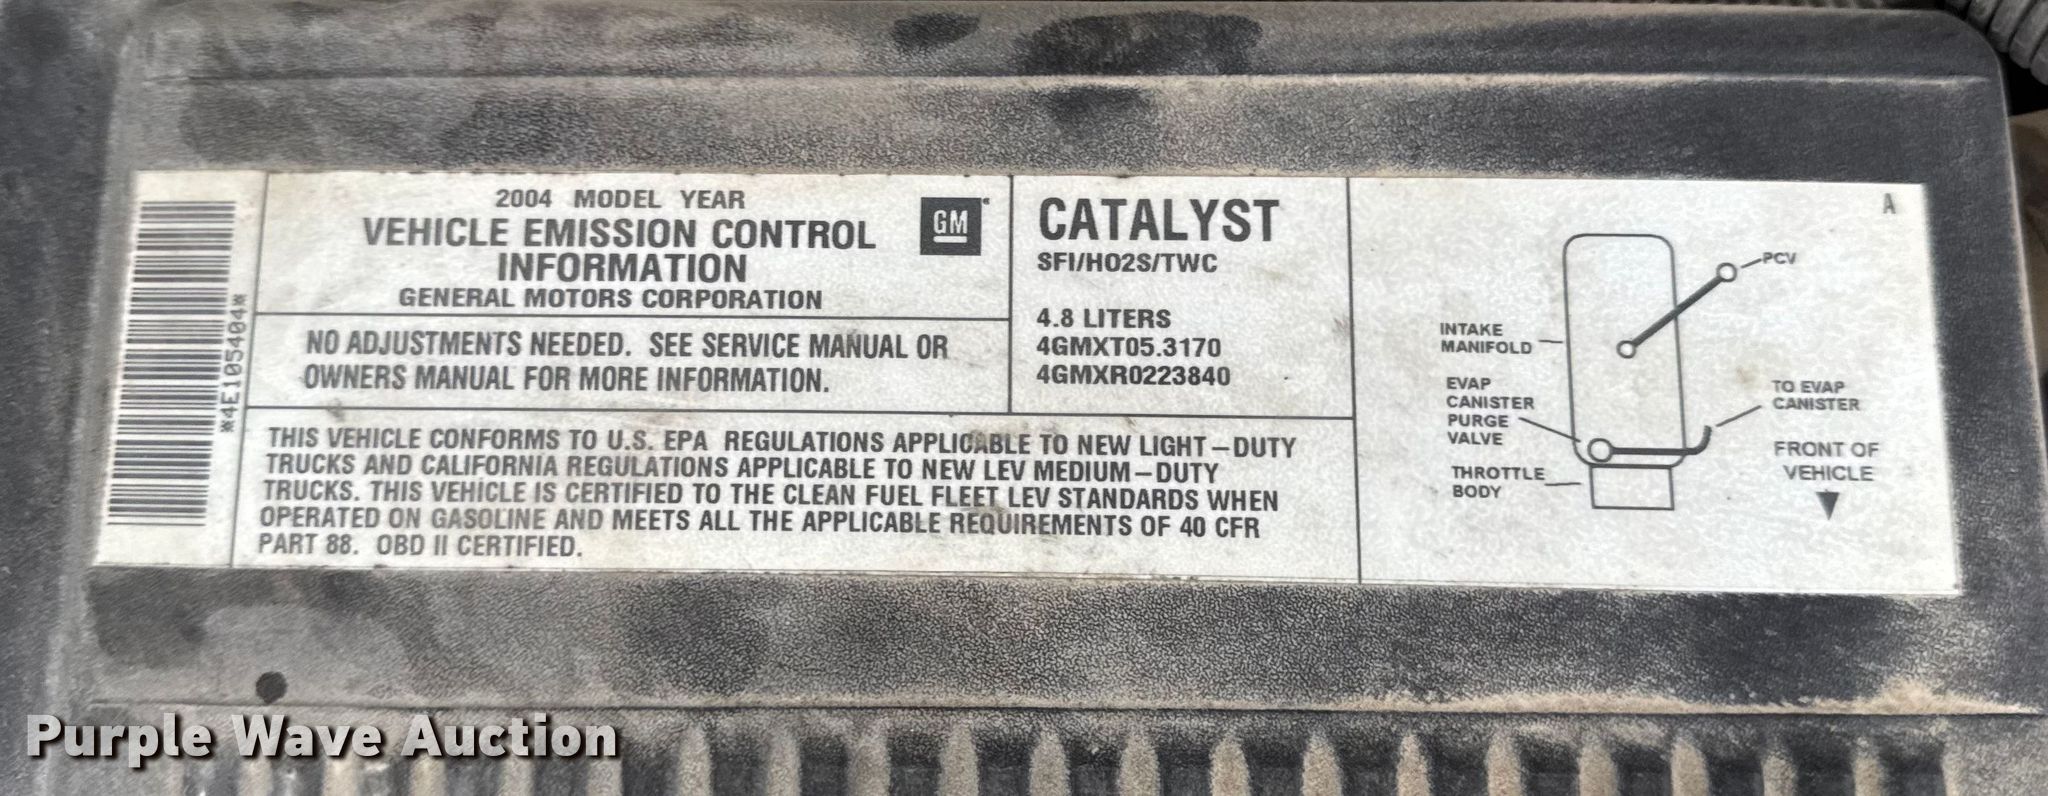 *4E105404*
2004 MODEL YEAR
VEHICLE EMISSION CONTROL
INFORMATION
GENERAL MOTORS CORPORATION
GM
NO ADJUSTMENTS NEEDED. SEE SERVICE MANUAL OR
OWNERS MANUAL FOR MORE INFORMATION.
CATALYST
SFI/HO2S/TWC
4.8 LITERS
4GMXT05.3170
4GMXR0223840
THIS VEHICLE CONFORMS TO U.S. EPA REGULATIONS APPLICABLE TO NEW LIGHT-DUTY
TRUCKS AND CALIFORNIA REGULATIONS APPLICABLE TO NEW LEV MEDIUM-DUTY
TRUCKS. THIS VEHICLE IS CERTIFIED TO THE CLEAN FUEL FLEET LEV STANDARDS WHEN
OPERATED ON GASOLINE AND MEETS ALL THE APPLICABLE REQUIREMENTS OF 40 CFR
PART 88. OBD II CERTIFIED.
A
PCV
INTAKE
MANIFOLD
EVAP
CANISTER
PURGE
VALVE
THROTTLE
BODY
TO EVAP
CANISTER
FRONT OF
VEHICLE
Purple Wave Auction